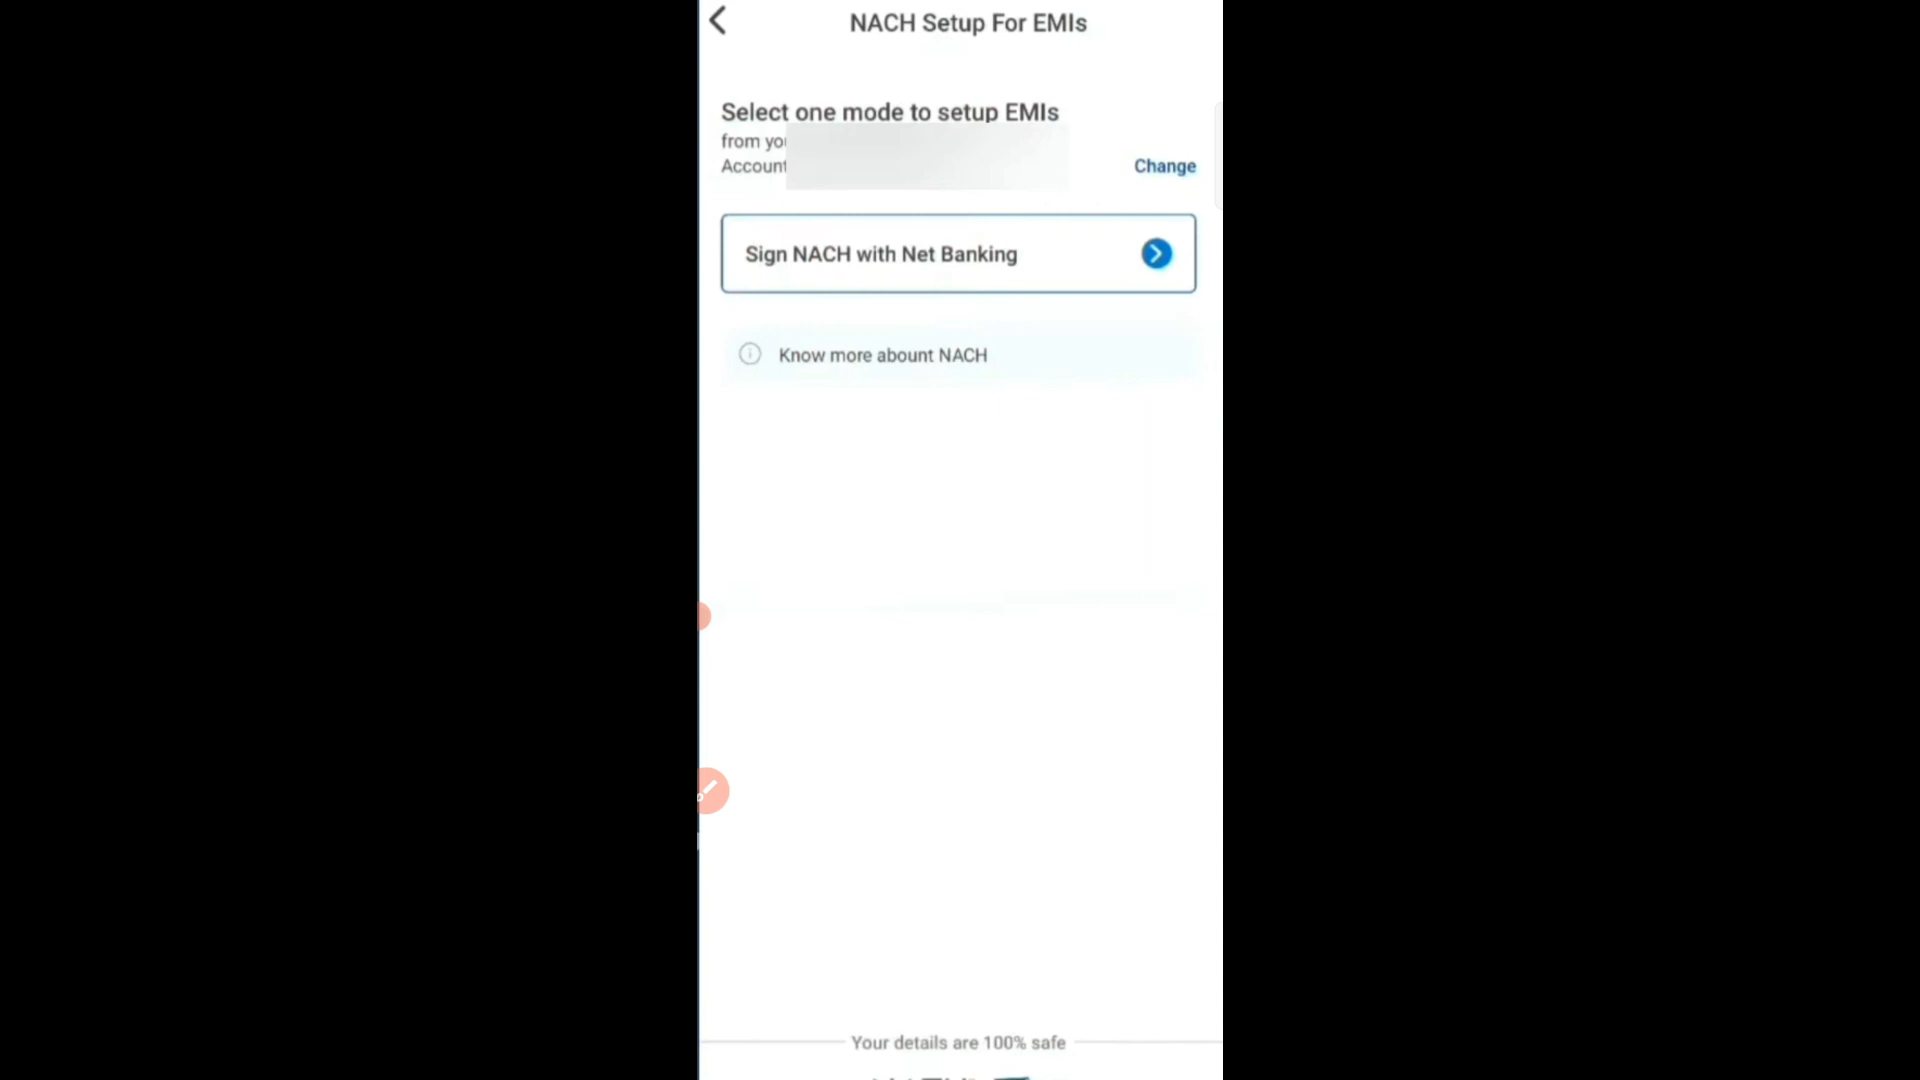 NACH Setup For EMIs
Select one mode to setup EMIs
from
Account
Change
Sign NACH with Net Banking
Know more abount NACH
Your details are 100% safe